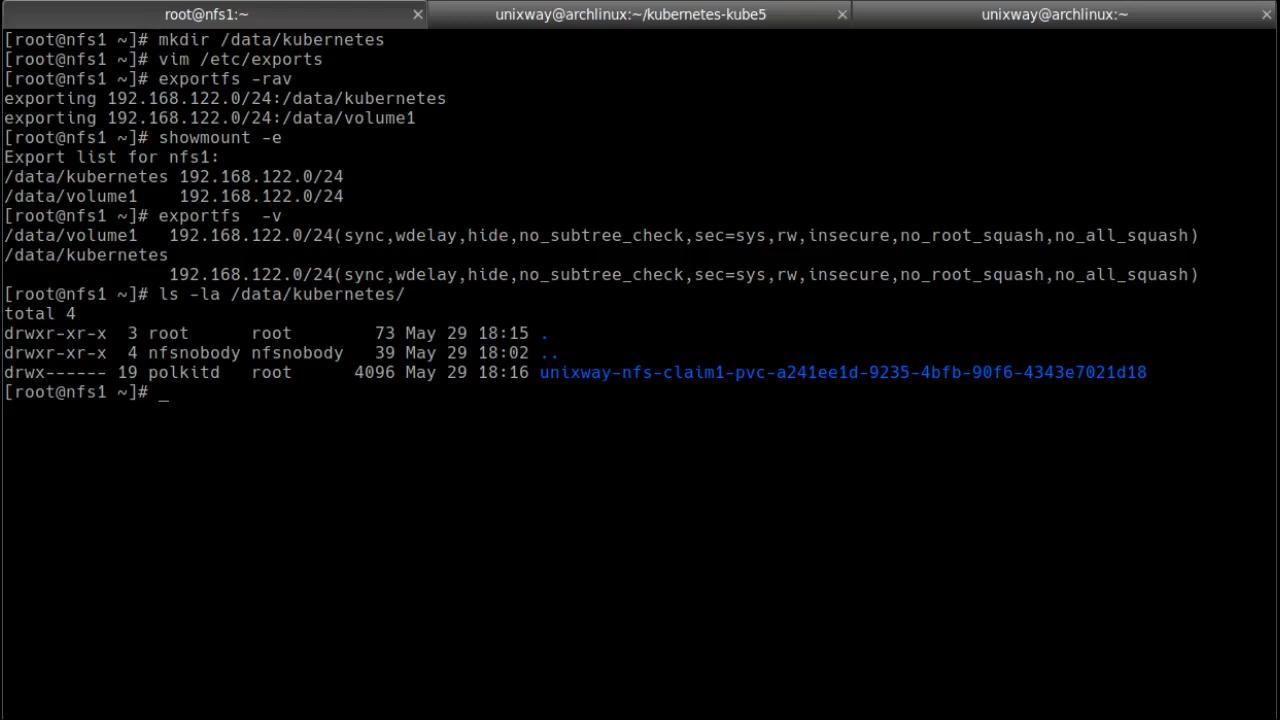 root@nfs1:~ × unixway@archlinux:~/kubernetes-kube5 × unixway@archlinux:~ ×
[root@nfs1 ~]# mkdir /data/kubernetes
[root@nfs1 ~]# vim /etc/exports
[root@nfs1 ~]# exportfs -rav
exporting 192.168.122.0/24:/data/kubernetes
exporting 192.168.122.0/24:/data/volume1
[root@nfs1 ~]# showmount -e
Export list for nfs1:
/data/kubernetes 192.168.122.0/24
/data/volume1    192.168.122.0/24
[root@nfs1 ~]# exportfs  -v
/data/volume1   192.168.122.0/24(sync,wdelay,hide,no_subtree_check,sec=sys,rw,insecure,no_root_squash,no_all_squash)
/data/kubernetes
                192.168.122.0/24(sync,wdelay,hide,no_subtree_check,sec=sys,rw,insecure,no_root_squash,no_all_squash)
[root@nfs1 ~]# ls -la /data/kubernetes/
total 4
drwxr-xr-x  3 root      root        73 May 29 18:15 .
drwxr-xr-x  4 nfsnobody nfsnobody   39 May 29 18:02 ..
drwx------ 19 polkitd   root      4096 May 29 18:16 unixway-nfs-claim1-pvc-a241ee1d-9235-4bfb-90f6-4343e7021d18
[root@nfs1 ~]# _